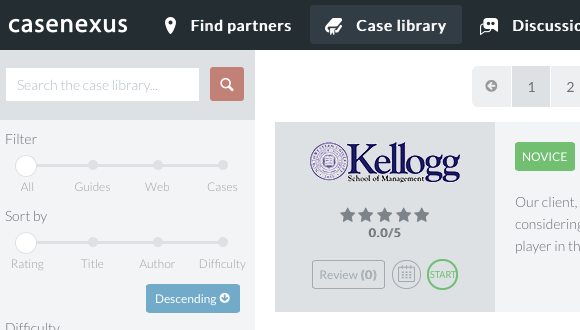 casenexus
Find partners
Case library
Discussio
Search the case library...
1
2
Filter
All
Guides
Web
Cases
Sort by
Rating
Title
Author
Difficulty
Descending
Difficulty
Kellogg
School of Management
0.0/5
Review (0)
START
NOVICE
Our client,
considering
player in th